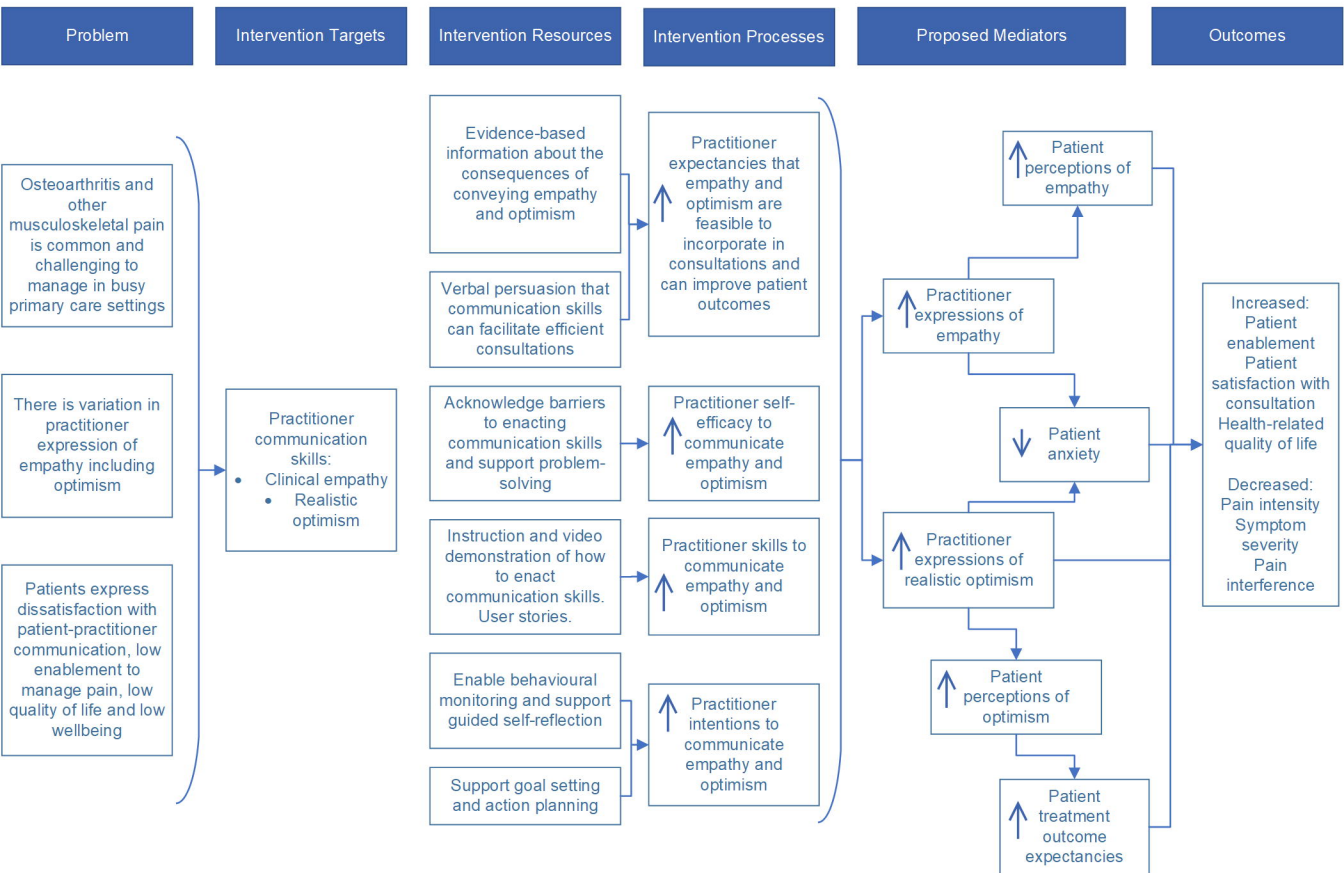 Problem
Intervention Targets
Intervention Resources
Intervention Processes
Proposed Mediators
Outcomes
Osteoarthritis and
other
musculoskeletal pain
is common and
challenging to
manage in busy
primary care settings
There is variation in
practitioner
expression of
empathy including
optimism
Patients express
dissatisfaction with
patient-practitioner
communication, low
enablement to
manage pain, low
quality of life and low
wellbeing
Practitioner
communication
skills:
• Clinical empathy
• Realistic
optimism
Evidence-based
information about the
consequences of
conveying empathy
and optimism
Verbal persuasion that
communication skills
can facilitate efficient
consultations
Acknowledge barriers
to enacting
communication skills
and support problem-
solving
Instruction and video
demonstration of how
to enact
communication skills.
User stories.
Enable behavioural
monitoring and support
guided self-reflection
Support goal setting
and action planning
Practitioner
expectancies that
empathy and
optimism are
feasible to
incorporate in
consultations and
can improve patient
outcomes
Practitioner self-
efficacy to
communicate
empathy and
optimism
Practitioner skills to
communicate
empathy and
optimism
Practitioner
intentions to
communicate
empathy and
optimism
Patient
perceptions of
empathy
Practitioner
expressions of
empathy
Patient
anxiety
Practitioner
expressions of
realistic optimism
Patient
perceptions of
optimism
Patient
treatment
outcome
expectancies
Increased:
Patient
enablement
Patient
satisfaction with
consultation
Health-related
quality of life
Decreased:
Pain intensity
Symptom
severity
Pain
interference